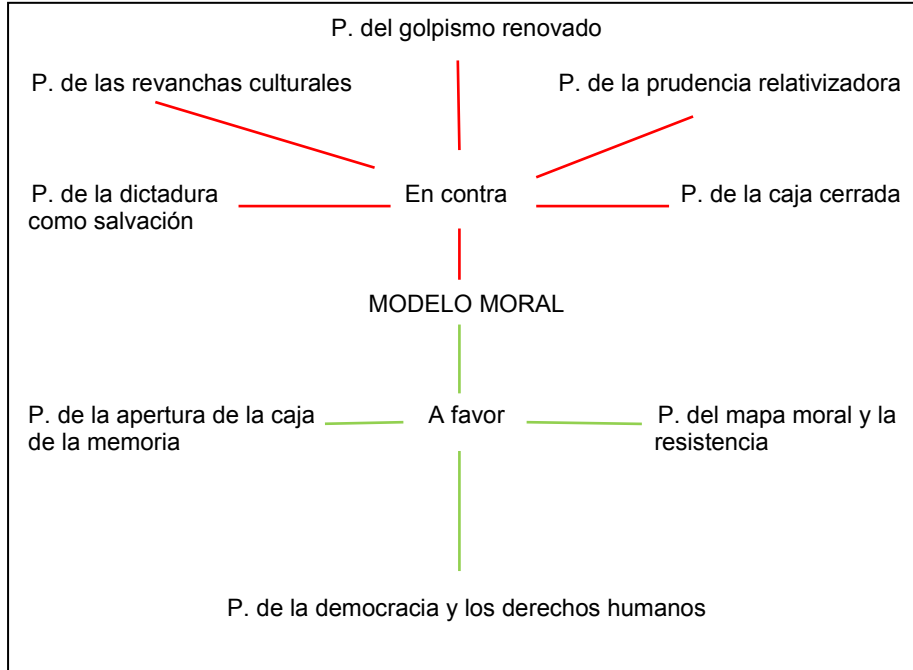 P. del golpismo renovado
P. de las revanchas culturales
P. de la prudencia relativizadora
P. de la dictadura
como salvación
En contra
P. de la caja cerrada
MODELO MORAL
P. de la apertura de la caja
de la memoria
A favor
P. del mapa moral y la
resistencia
P. de la democracia y los derechos humanos